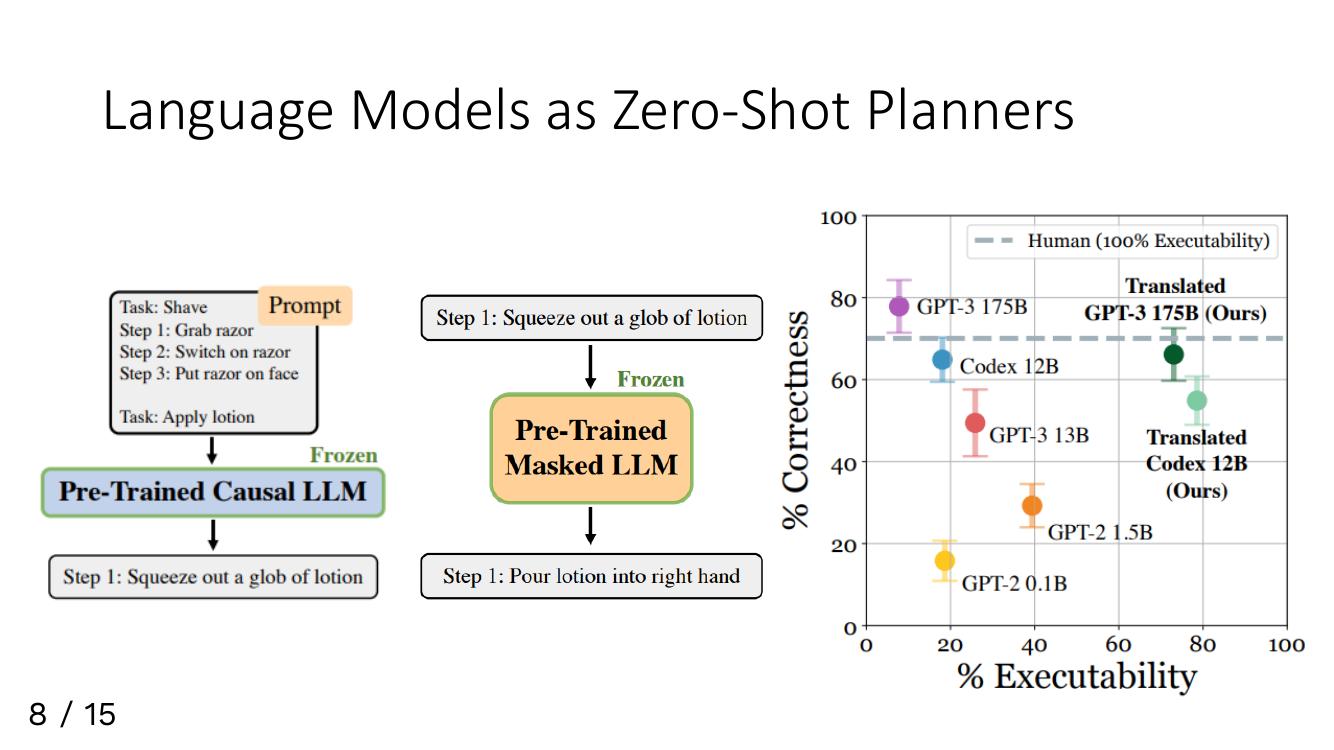 Language Models as Zero-Shot Planners
Prompt
Task: Shave
Step 1: Grab razor
Step 2: Switch on razor
Step 3: Put razor on face
Task: Apply lotion
Frozen
Pre-Trained Causal LLM
Step 1: Squeeze out a glob of lotion
Step 1: Squeeze out a glob of lotion
Frozen
Pre-Trained
Masked LLM
Step 1: Pour lotion into right hand
% Correctness
100
80
60
40
20
0
Human (100% Executability)
Translated
GPT-3 175B (Ours)
GPT-3 175B
Codex 12B
GPT-3 13B
Translated
Codex 12B
(Ours)
GPT-2 1.5B
GPT-2 0.1B
0 20 40 60 80 100
% Executability
8 / 15